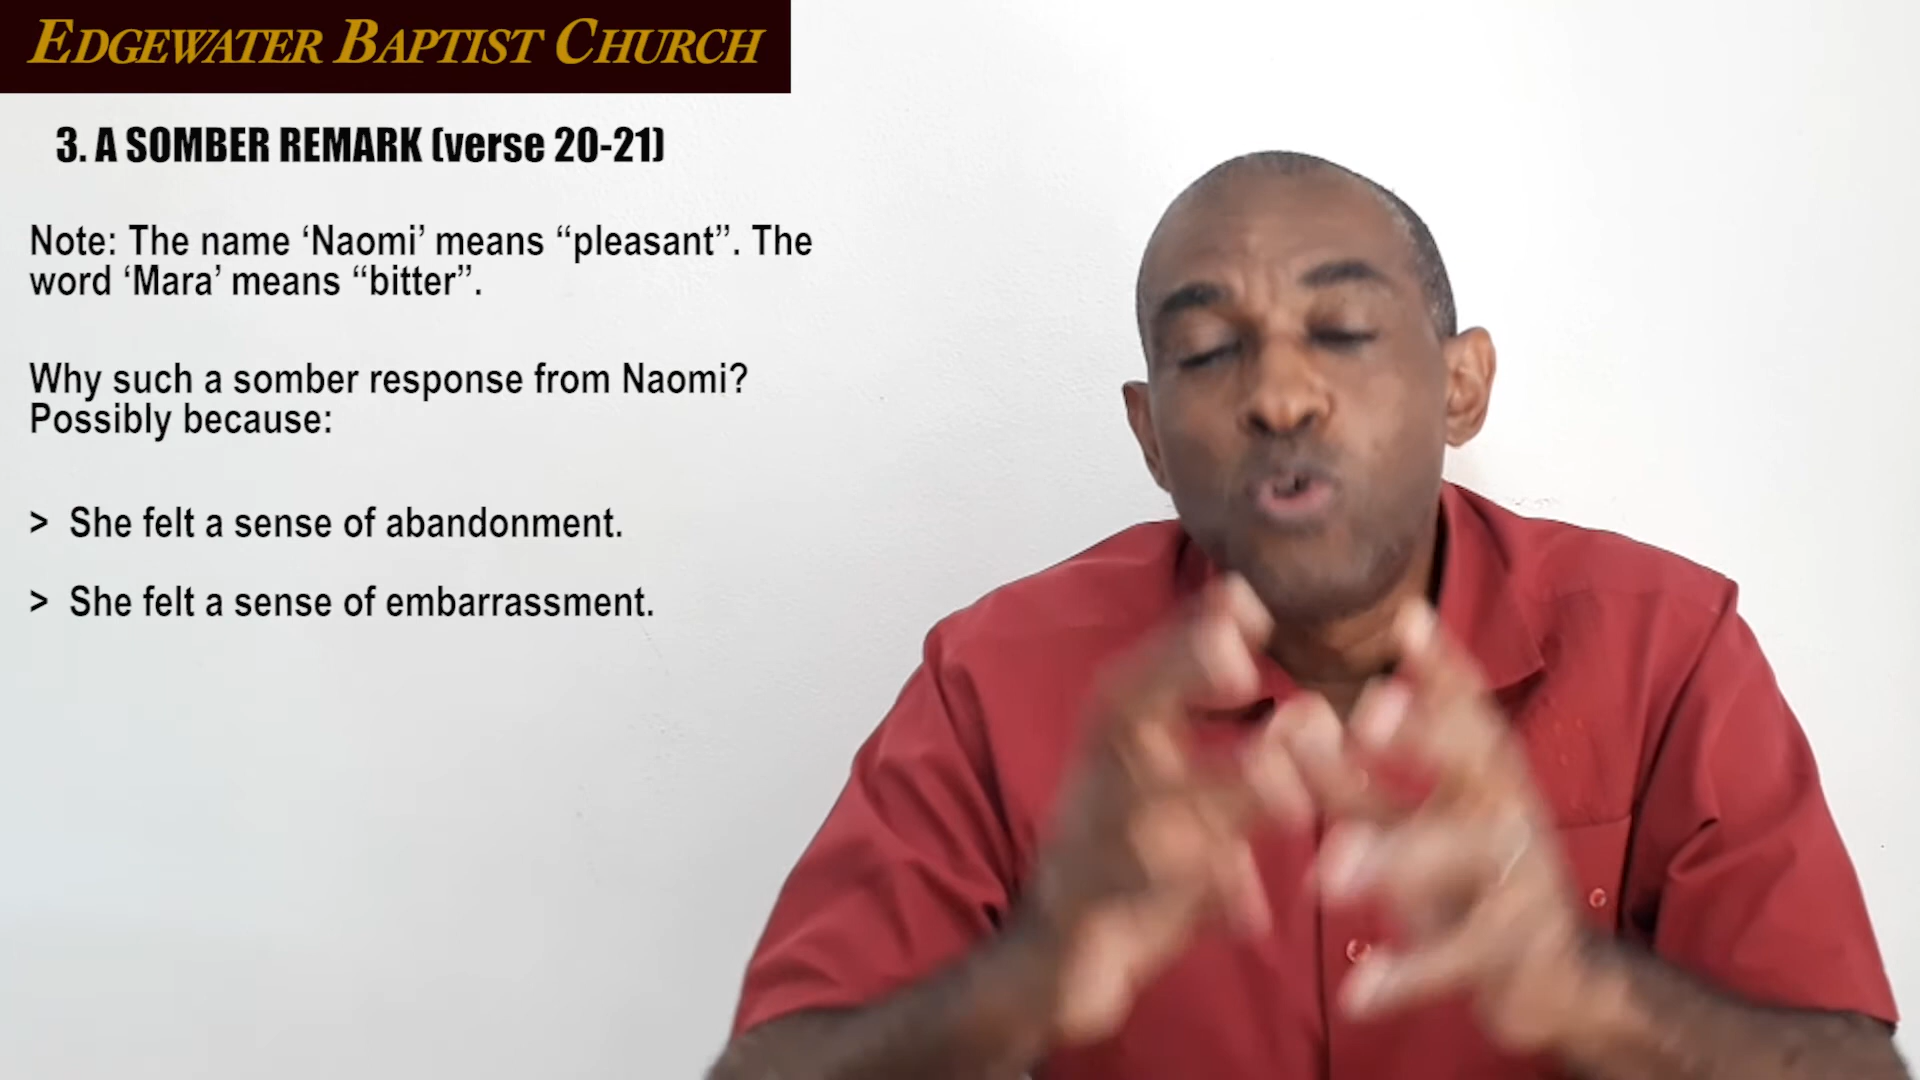 EDGEWATER BAPTIST CHURCH
3. A SOMBER REMARK (verse 20-21)
Note: The name ‘Naomi’ means “pleasant”. The
word ‘Mara’ means “bitter”.
Why such a somber response from Naomi?
Possibly because:
> She felt a sense of abandonment.
> She felt a sense of embarrassment.